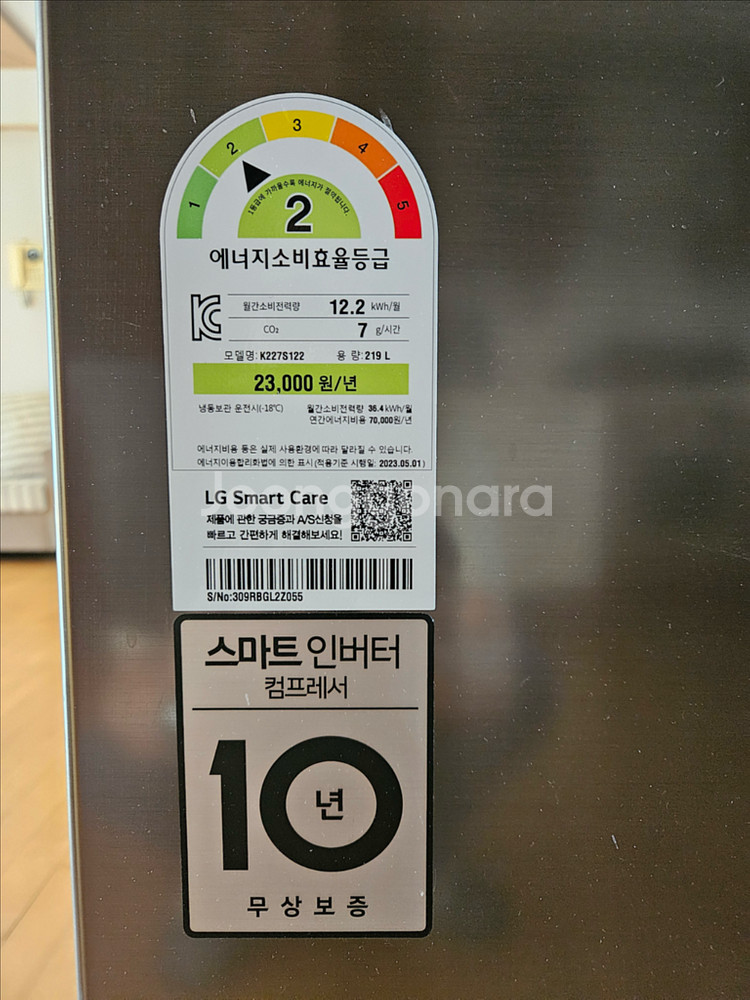 1 2 3 4 5
1등급에 가까울수록 에너지가 절약됩니다.
2
에너지소비효율등급
월간소비전력량 12.2 kWh/월
CO₂ 7 g/시간
모델명: K227S122 용 량: 219 L
23,000 원/년
냉동보관 운전시(-18℃) 월간소비전력량 36.4 kWh/월
연간에너지비용 70,000원/년
에너지비용 등은 실제 사용환경에 따라 달라질 수 있습니다.
에너지이용합리화법에 의한 표시(적용기준 시행일: 2023.05.01)
LG Smart Care
제품에 관한 궁금증과 A/S신청을
빠르고 간편하게 해결해보세요!
Joonggonara
S/No:309RBGL2Z055
스마트 인버터
컴프레서
10년
무상보증